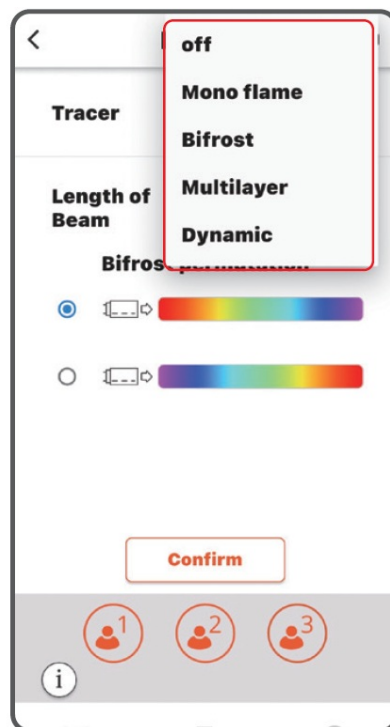 off
Mono flame
Tracer
Bifrost
Multilayer
Length of
Beam
Dynamic
Confirm
1
2
3
i